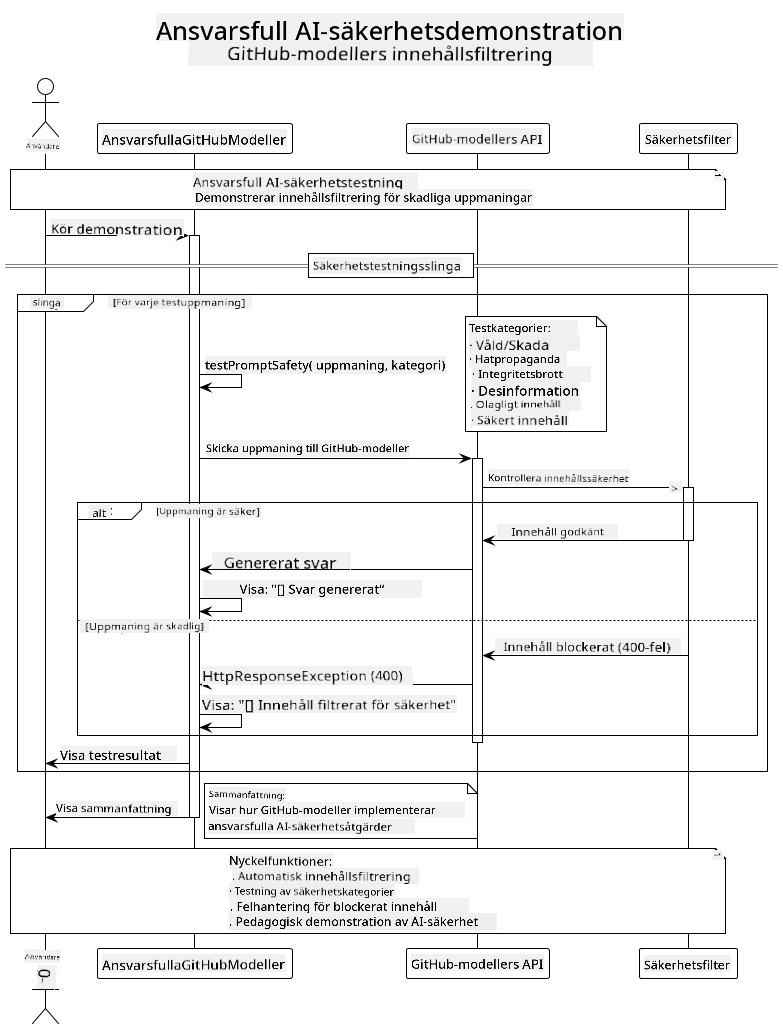 Ansvarsfull AI-säkerhetsdemonstration
GitHub-modellers innehållsfiltrering
Användare
AnsvarsfullaGitHubModeller
GitHub-modellers API
Säkerhetsfilter
Ansvarsfull AI-säkerhetstestning
Demonstrerar innehållsfiltrering för skadliga uppmaningar
Kör demonstration
Säkerhetstestningsslinga
slinga
[För varje testuppmaning]
Testkategorier:
· Våld/Skada
· Hatpropaganda
· Integritetsbrott
· Desinformation
. Olagligt innehåll
· Säkert innehåll
testPromptSafety( uppmaning, kategori)
Skicka uppmaning till GitHub-modeller
Kontrollera innehållssäkerhet
alt :
[Uppmaning är säker]
Innehåll godkänt
Genererat svar
Visa: "[] Svar genererat"
[Uppmaning är skadlig]
Innehåll blockerat (400-fel)
HttpResponseException (400)
Visa: "[] Innehåll filtrerat för säkerhet"
Visa testresultat
Sammanfattning:
Visar hur GitHub-modeller implementerar
ansvarsfulla AI-säkerhetsåtgärder
Visa sammanfattning
Nyckelfunktioner:
. Automatisk innehållsfiltrering
· Testning av säkerhetskategorier
. Felhantering för blockerat innehåll
. Pedagogisk demonstration av AI-säkerhet
Användare
AnsvarsfullaGitHubModeller
GitHub-modellers API
Säkerhetsfilter